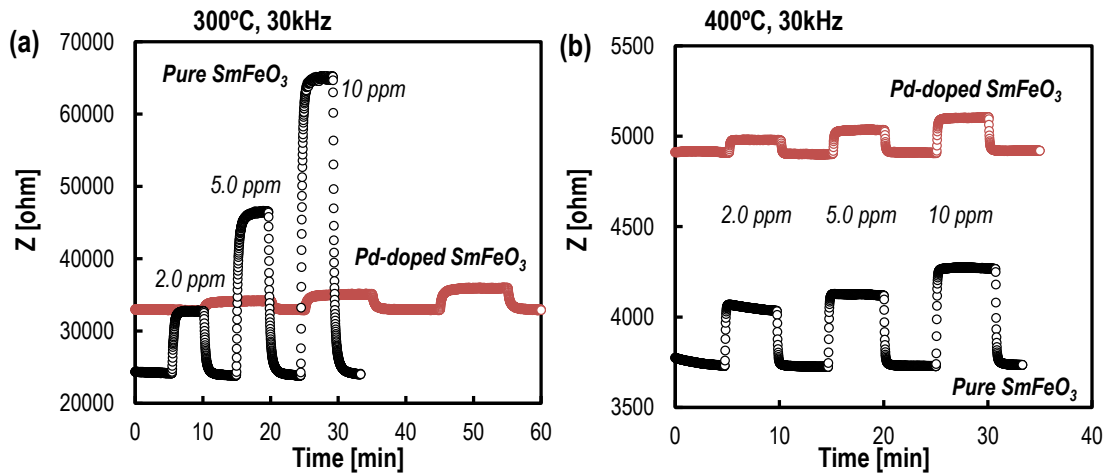 (a)
300ºC, 30kHz
70000
60000
50000
40000
30000
20000
Z [ohm]
Pure SmFeO₃
10 ppm
5.0 ppm
2.0 ppm
Pd-doped SmFeO₃
0 10 20 30 40 50 60
Time [min]
(b)
400ºC, 30kHz
5500
5000
4500
4000
3500
Z [ohm]
Pd-doped SmFeO₃
2.0 ppm 5.0 ppm 10 ppm
Pure SmFeO₃
0 10 20 30 40
Time [min]